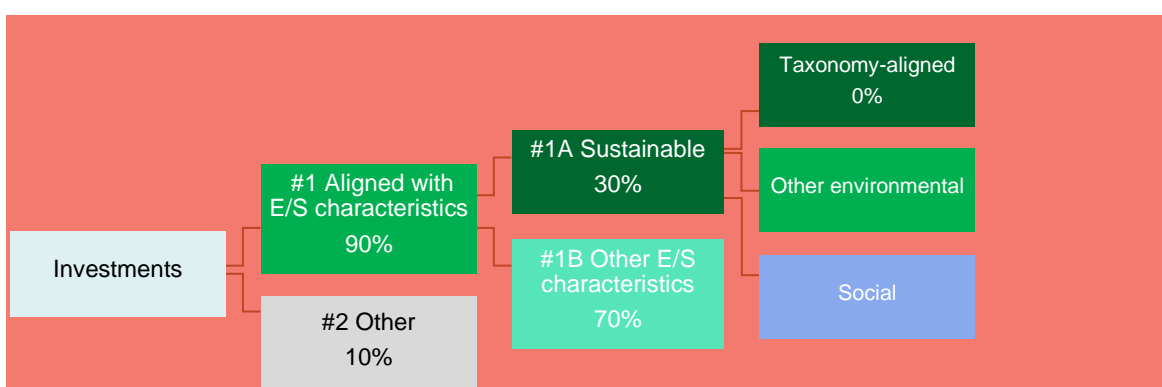 Investments
#1 Aligned with
E/S characteristics
90%
#2 Other
10%
#1A Sustainable
30%
#1B Other E/S
characteristics
70%
Taxonomy-aligned
0%
Other environmental
Social